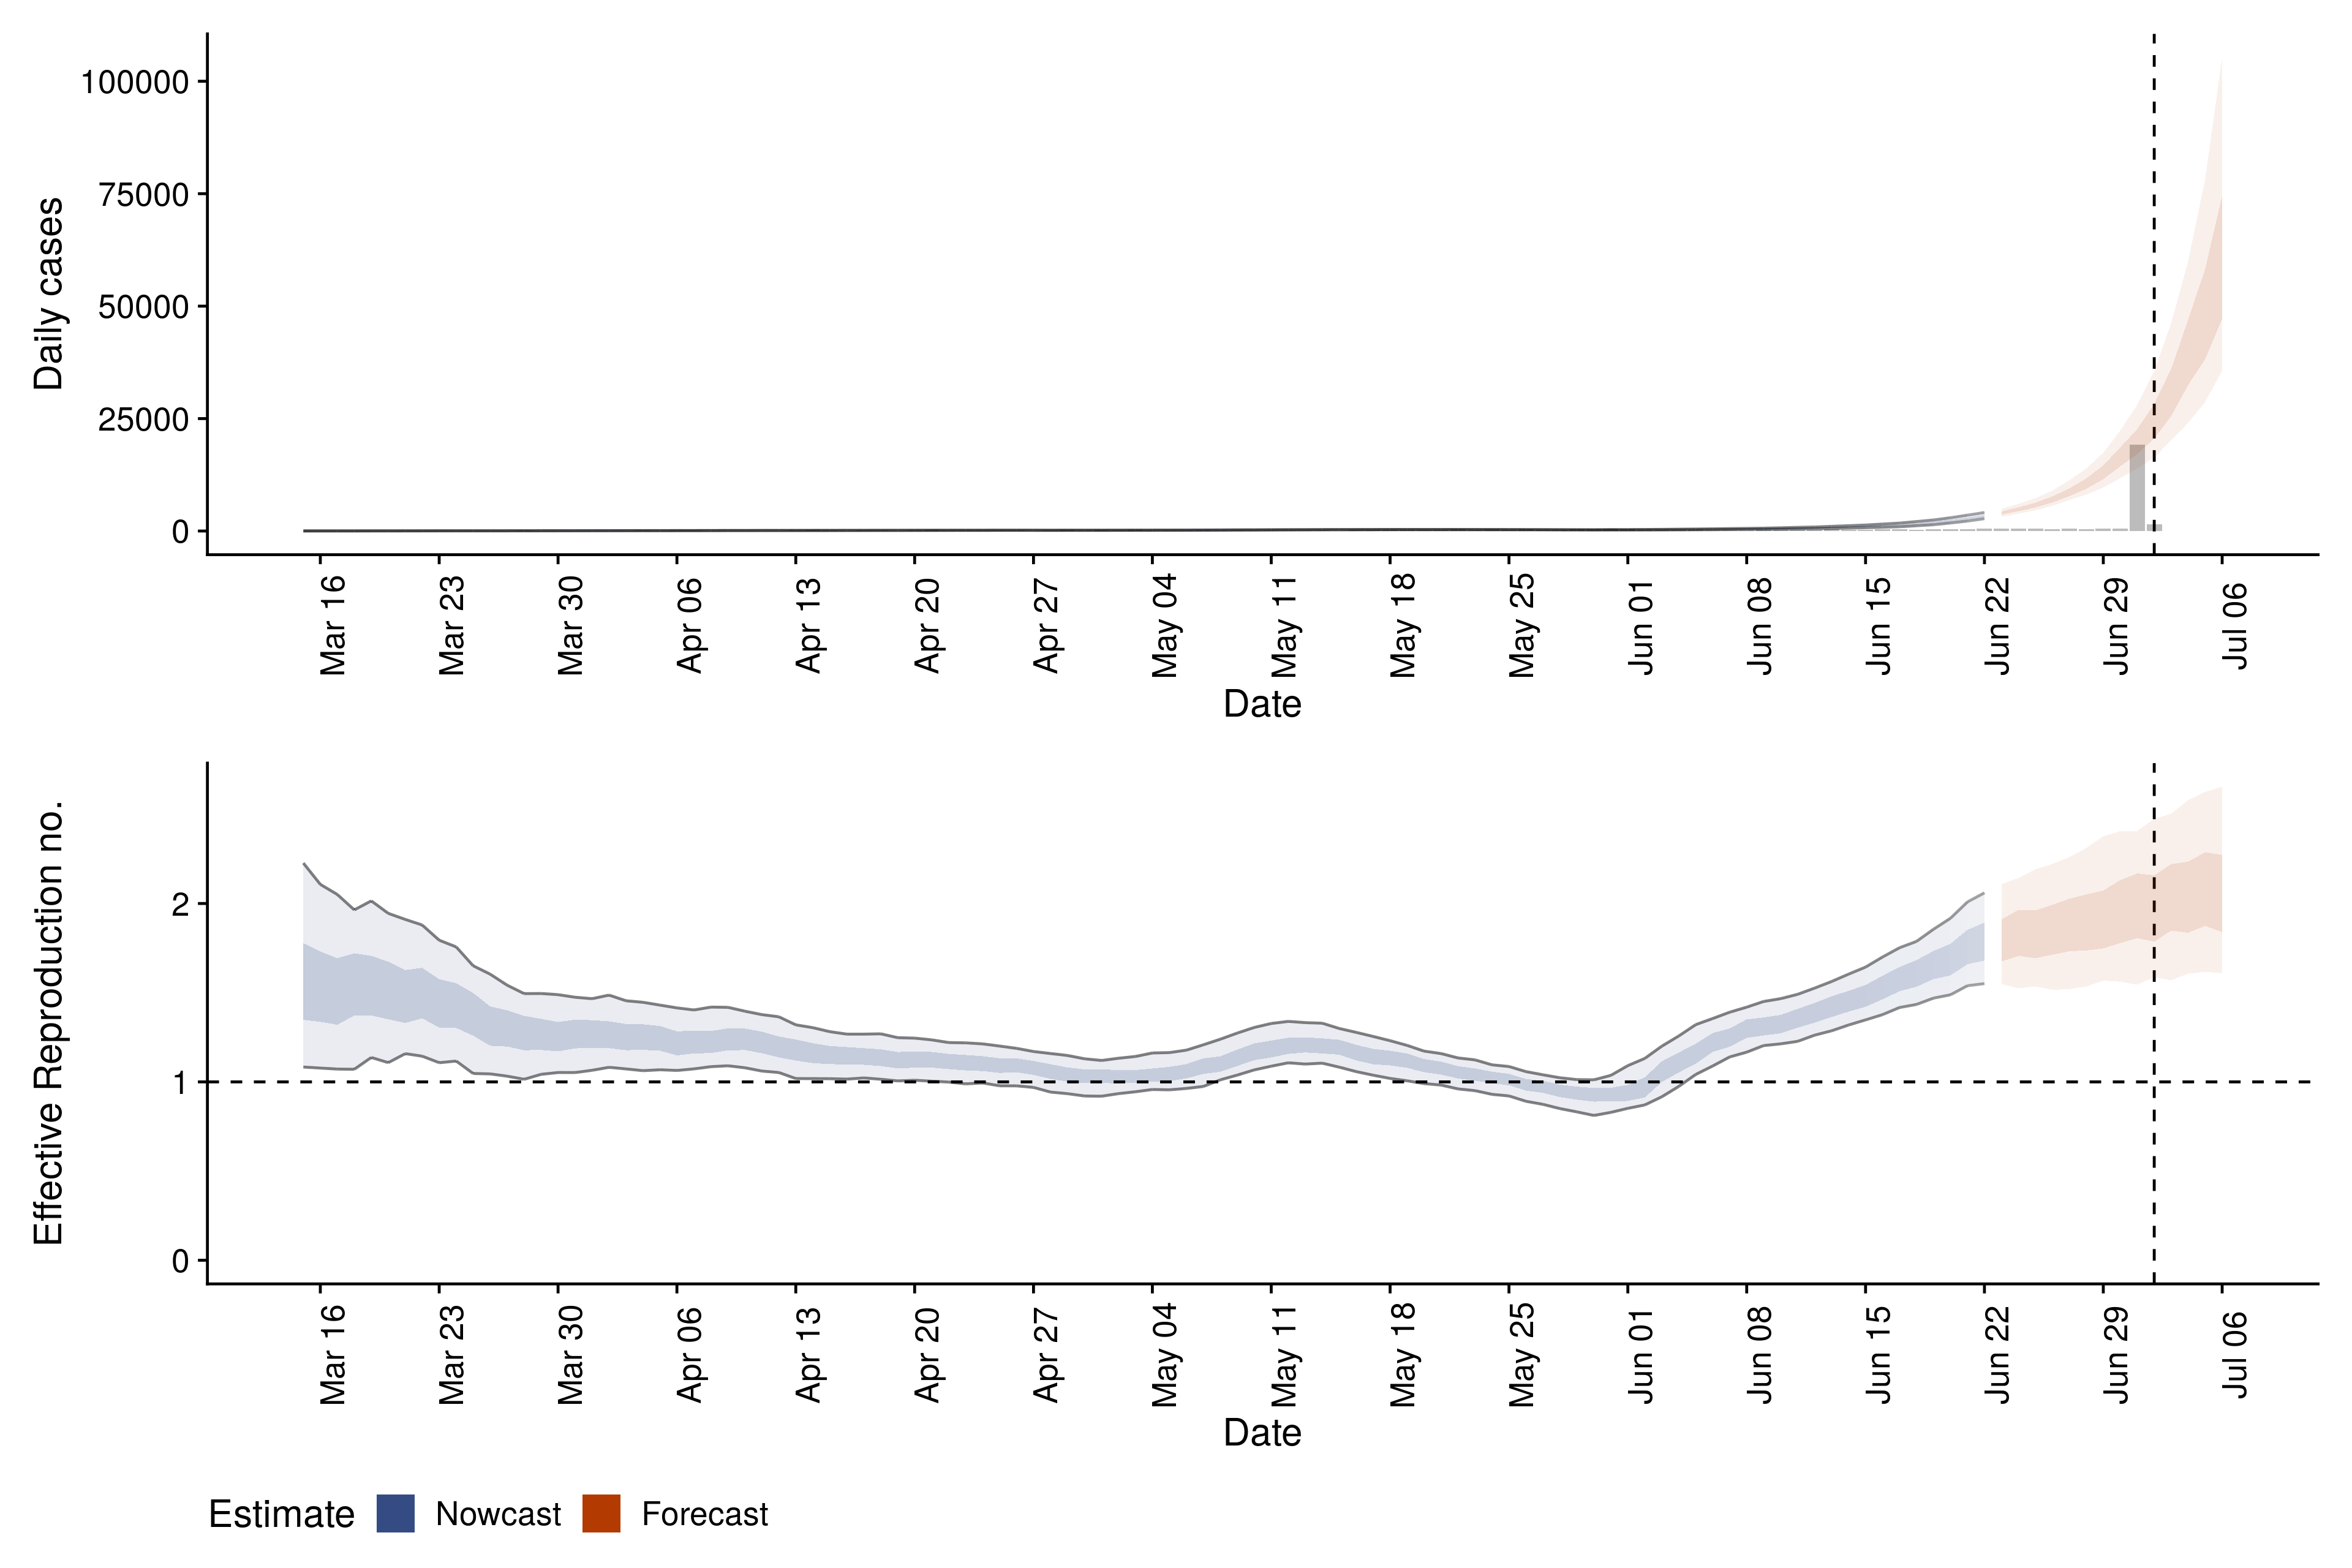 Daily cases
100000
75000
50000
25000
0
Mar 16
Mar 23
Mar 30
Apr 06
Apr 13
Apr 20
Apr 27
May 04
May 11
May 18
May 25
Jun 01
Jun 08
Jun 15
Jun 22
Jun 29
Jul 06
Date
Effective Reproduction no.
2
1
0
Mar 16
Mar 23
Mar 30
Apr 06
Apr 13
Apr 20
Apr 27
May 04
May 11
May 18
May 25
Jun 01
Jun 08
Jun 15
Jun 22
Jun 29
Jul 06
Date
Estimate Nowcast Forecast